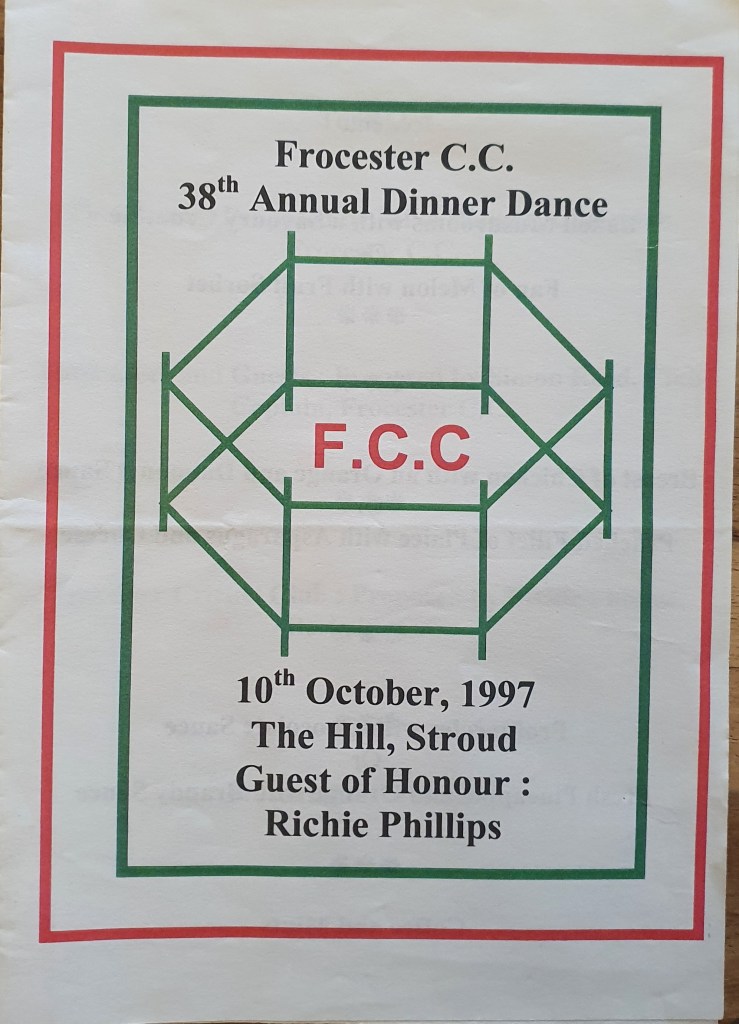 Frocester C.C.
38th Annual Dinner Dance
F.C.C
10th October, 1997
The Hill, Stroud
Guest of Honour :
Richie Phillips